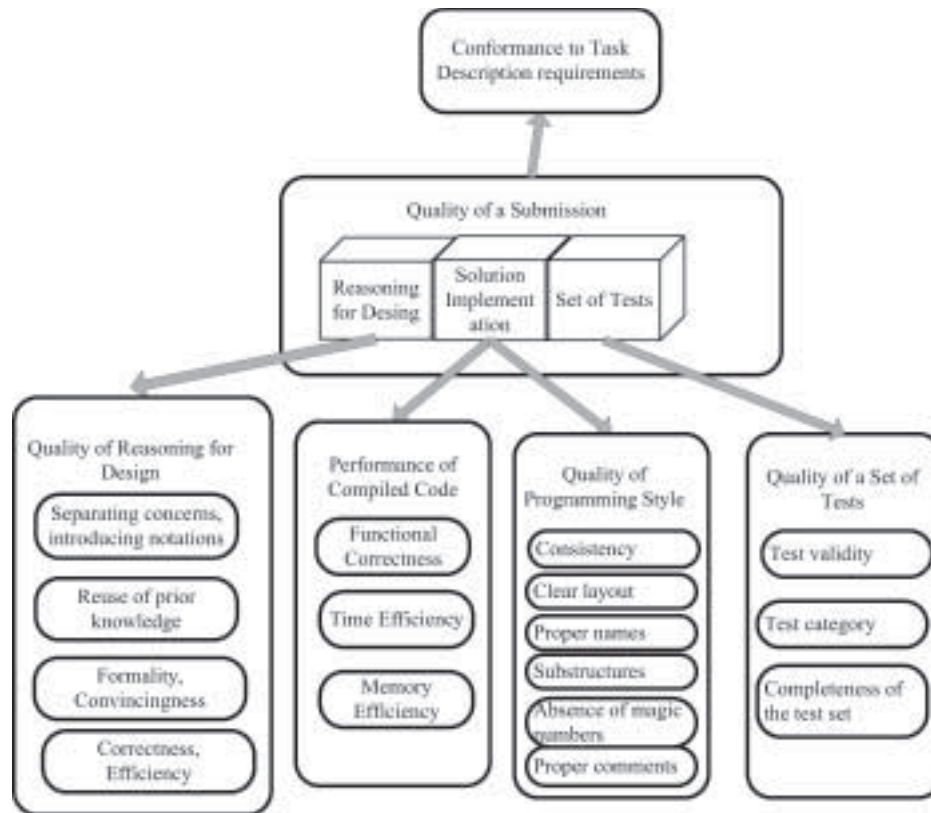 Conformance to Task
Description requirements
Quality of a Submission
Reasoning
for Desing
Solution
Implement
ation
Set of Tests
Quality of Reasoning for
Design
Separating concerns,
introducing notations
Reuse of prior
knowledge
Formality,
Convincingness
Correctness,
Efficiency
Performance of
Compiled Code
Functional
Correctness
Time Efficiency
Memory
Efficiency
Quality of
Programming Style
Consistency
Clear layout
Proper names
Substructures
Absence of magic
numbers
Proper comments
Quality of a Set of
Tests
Test validity
Test category
Completeness of
the test set